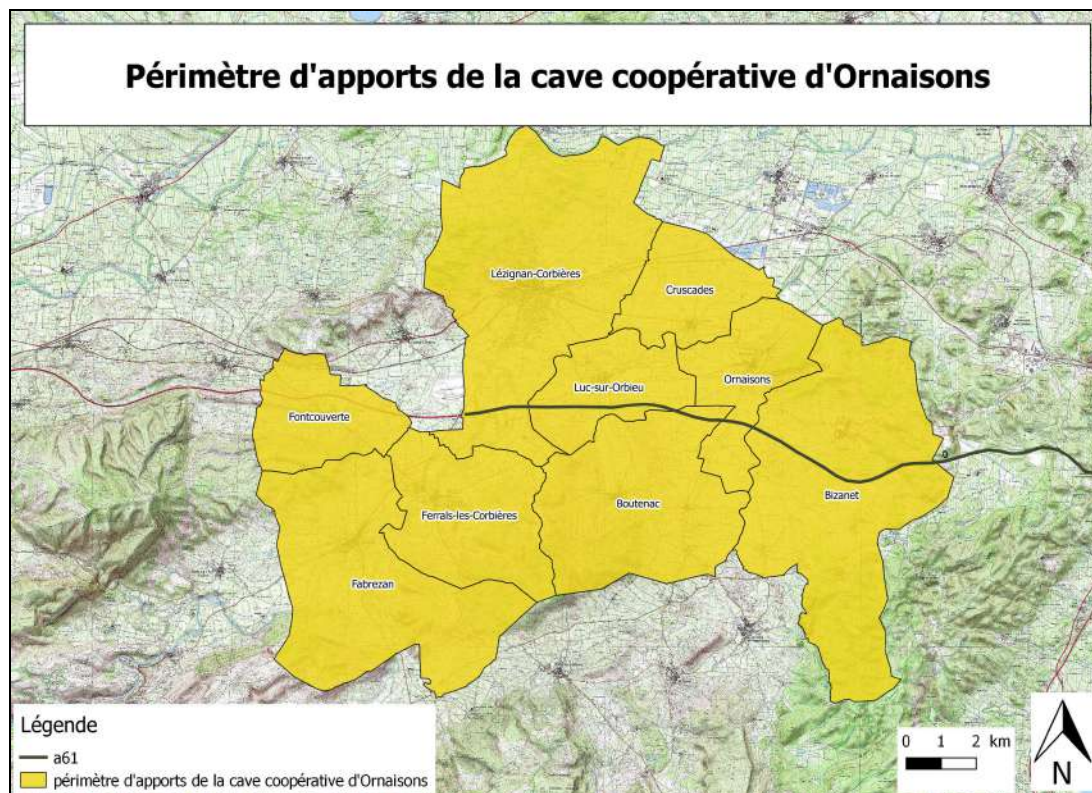 Périmètre d'apports de la cave coopérative d'Ornaisons
Lézignan-Corbières
Cruscades
Ornaisons
Luc-sur-Orbieu
Fontcouverte
Bizanet
Boutenac
Ferrals-les-Corbières
Fabrezan
Légende
a61
périmètre d'apports de la cave coopérative d'Ornaisons
0 1 2 km
N